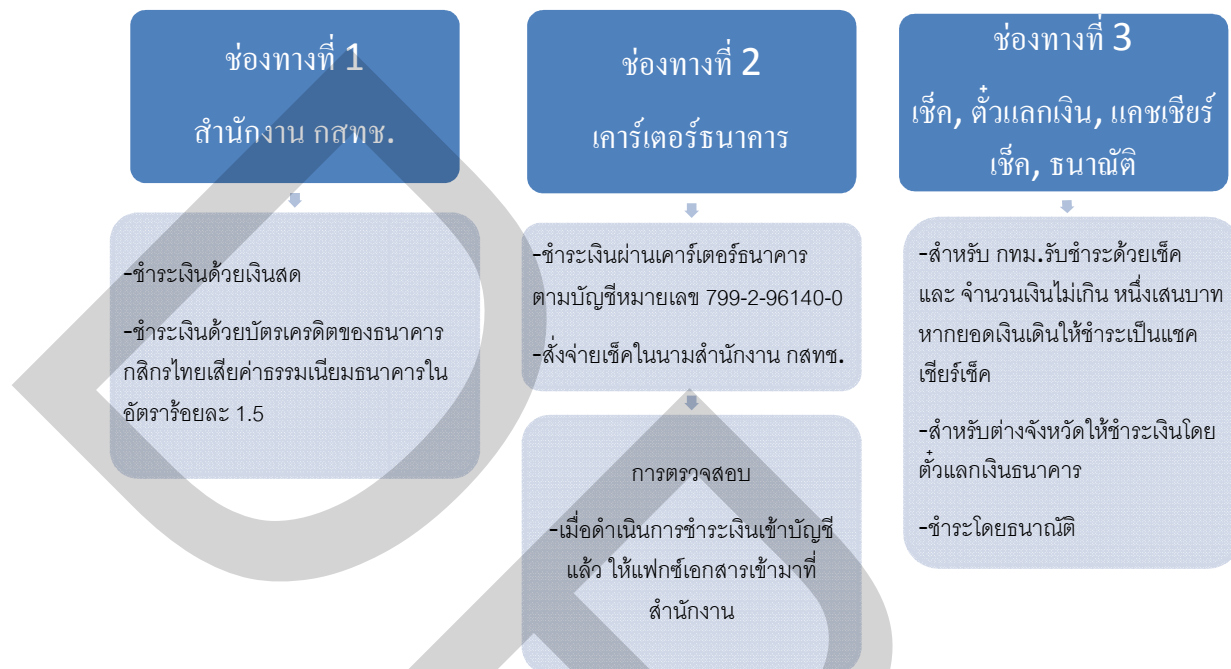 ช่องทางที่ 1
สำนักงาน กสทช.
-ชำระเงินด้วยเงินสด
-ชำระเงินด้วยบัตรเครดิตของธนาคาร
กสิกรไทยเสียค่าธรรมเนียมธนาคารใน
อัตราร้อยละ 1.5
ช่องทางที่ 2
เคาร์เตอร์ธนาคาร
-ชำระเงินผ่านเคาร์เตอร์ธนาคาร
ตามบัญชีหมายเลข 799-2-96140-0
-สั่งจ่ายเช็คในนามสำนักงาน กสทช.
การตรวจสอบ
-เมื่อดำเนินการชำระเงินเข้าบัญชี
แล้ว ให้แฟกซ์เอกสารเข้ามาที่
สำนักงาน
ช่องทางที่ 3
เช็ค, ตั๋วแลกเงิน, แคชเชียร์
เช็ค, ธนาณัติ
-สำหรับ กทม.รับชำระด้วยเช็ค
และ จำนวนเงินไม่เกิน หนึ่งเสนบาท
หากยอดเงินเดินให้ชำระเป็นแชค
เชียร์เช็ค
-สำหรับต่างจังหวัดให้ชำระเงินโดย
ตั๋วแลกเงินธนาคาร
-ชำระโดยธนาณัติ